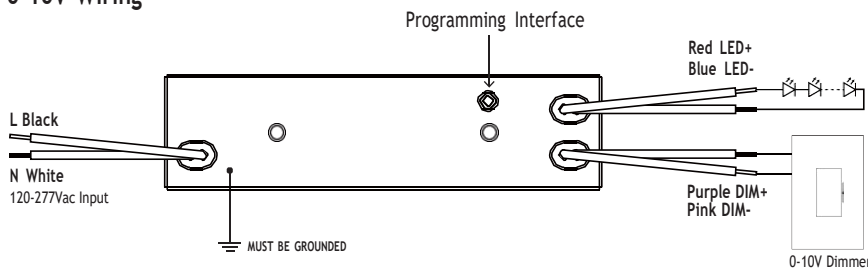 0-10V Wiring
Programming Interface
Red LED+
Blue LED-
L Black
N White
120-277Vac Input
MUST BE GROUNDED
Purple DIM+
Pink DIM-
0-10V Dimmer